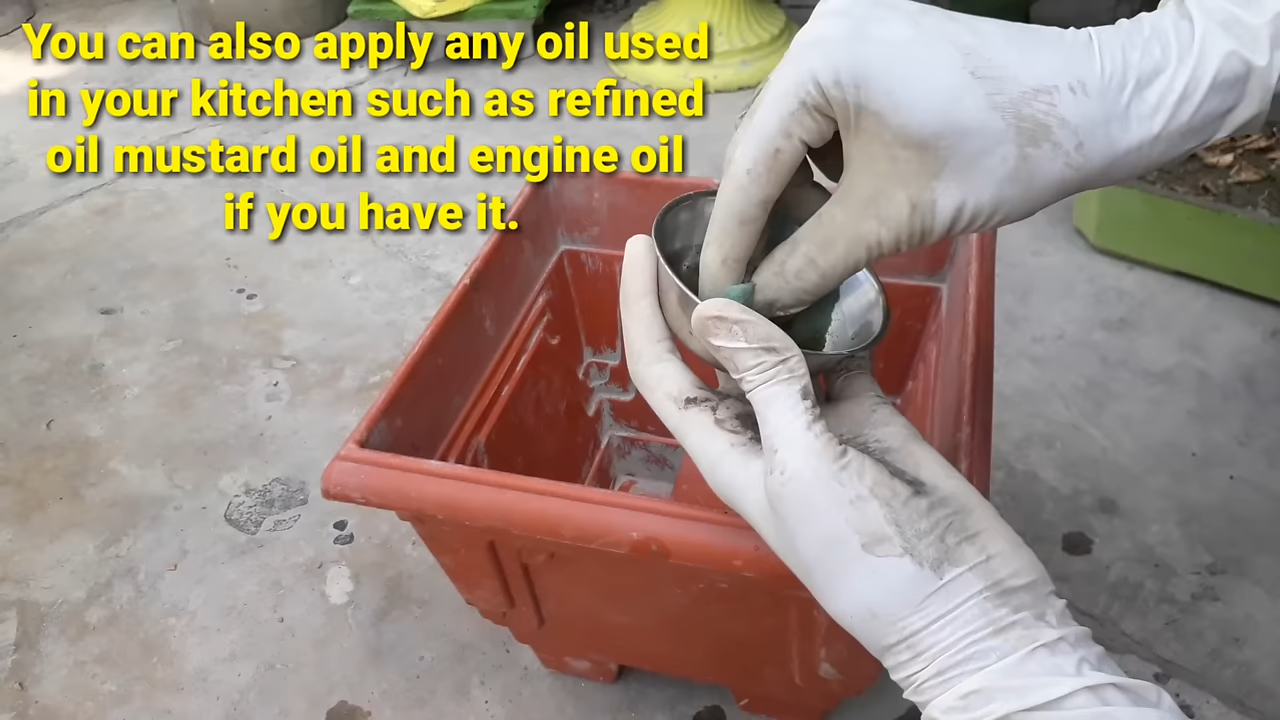 You can also apply any oil used
in your kitchen such as refined
oil mustard oil and engine oil
if you have it.